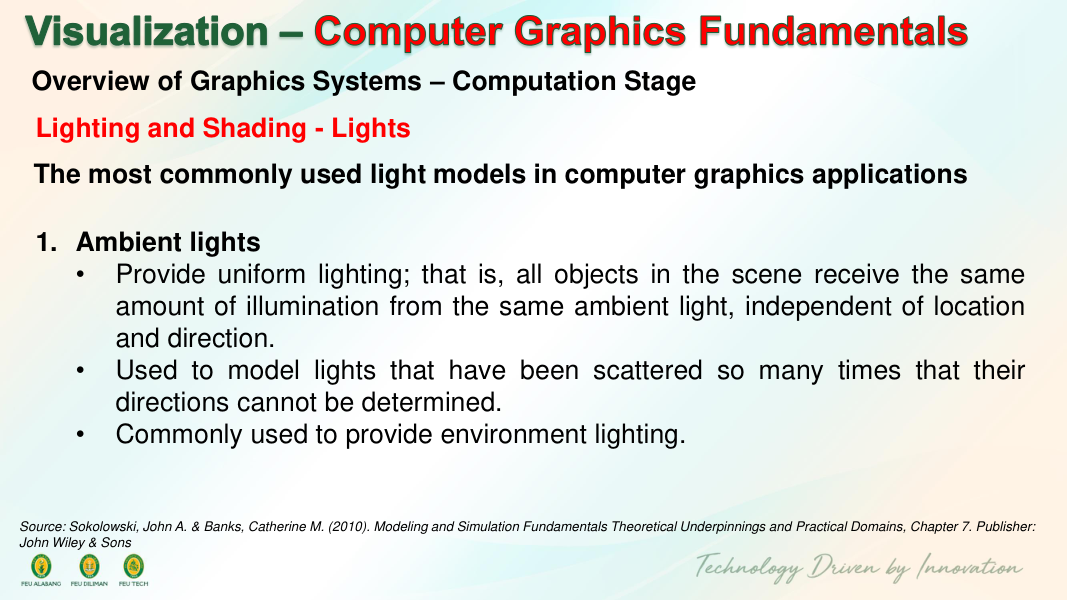 Visualization – Computer Graphics Fundamentals
Overview of Graphics Systems – Computation Stage
Lighting and Shading - Lights
The most commonly used light models in computer graphics applications
1. Ambient lights
• Provide uniform lighting; that is, all objects in the scene receive the same
amount of illumination from the same ambient light, independent of location
and direction.
• Used to model lights that have been scattered so many times that their
directions cannot be determined.
• Commonly used to provide environment lighting.
Source: Sokolowski, John A. & Banks, Catherine M. (2010). Modeling and Simulation Fundamentals Theoretical Underpinnings and Practical Domains, Chapter 7. Publisher:
John Wiley & Sons
FEU ALABANG FEU DILIMAN FEU TECH
Technology Driven by Innovation